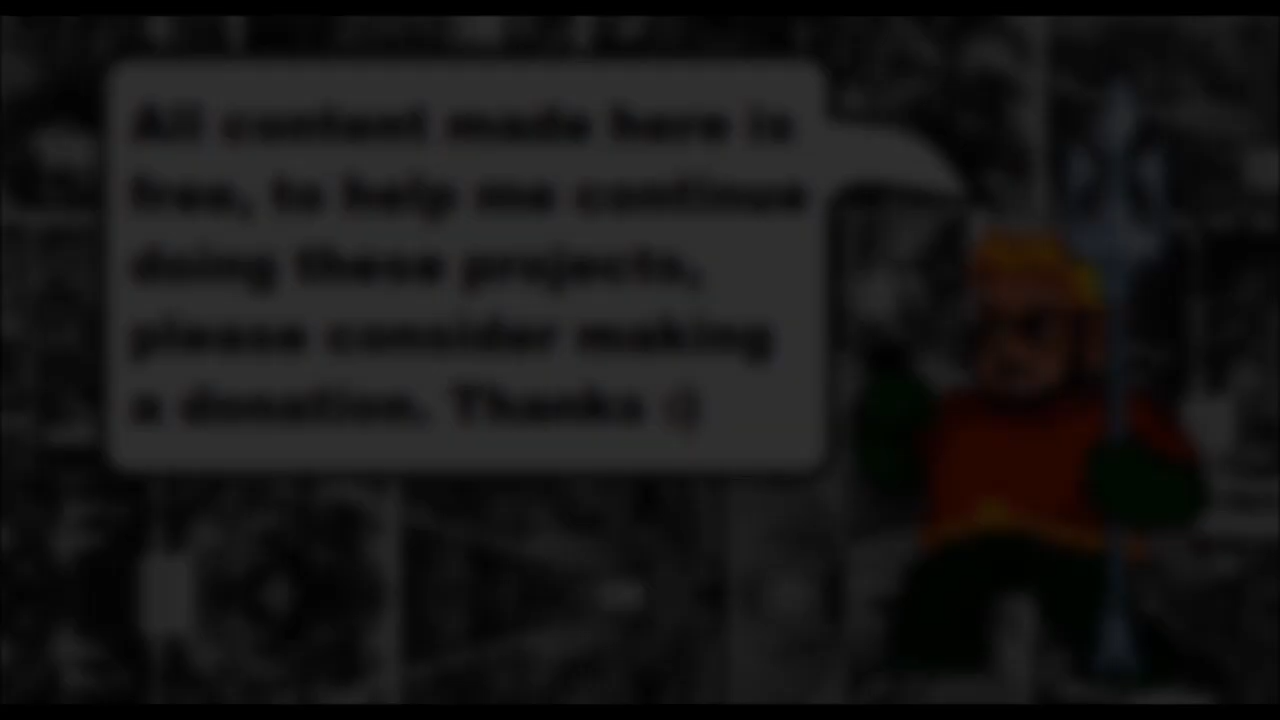 All content made here is
free, to help me continue
doing these projects,
please consider making
a donation. Thanks :)